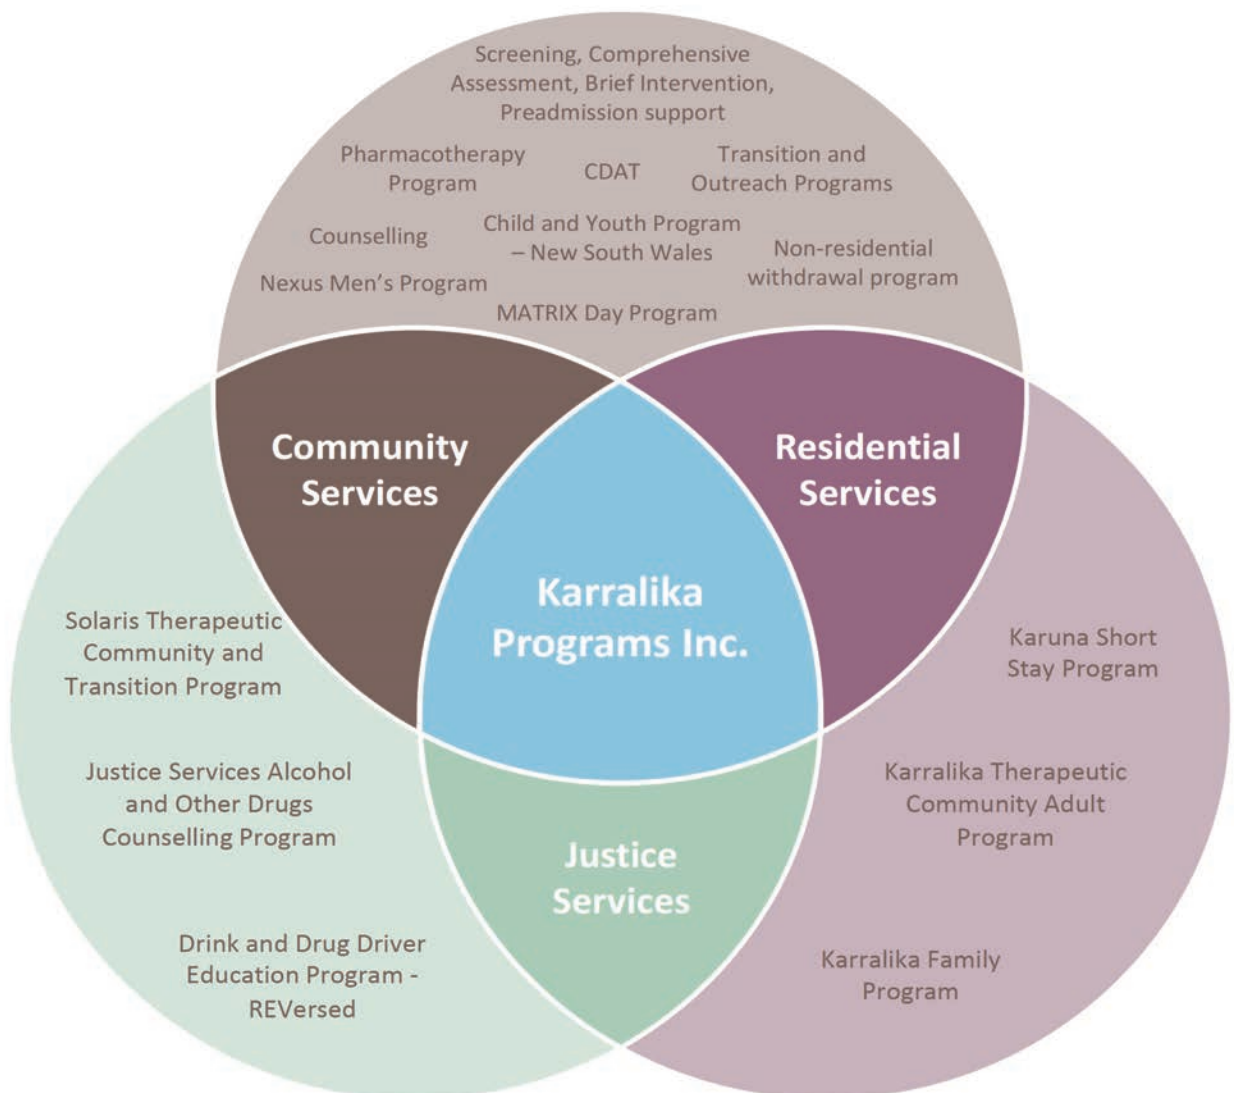 Screening, Comprehensive
Assessment, Brief Intervention,
Preadmission support
Pharmacotherapy
Program
CDAT
Transition and
Outreach Programs
Counselling
Child and Youth Program
– New South Wales
Non-residential
withdrawal program
Nexus Men's Program
MATRIX Day Program
Community
Services
Residential
Services
Karralika
Programs Inc.
Solaris Therapeutic
Community and
Transition Program
Karuna Short
Stay Program
Justice Services Alcohol
and Other Drugs
Counselling Program
Karralika Therapeutic
Community Adult
Program
Justice
Services
Drink and Drug Driver
Education Program -
REVersed
Karralika Family
Program